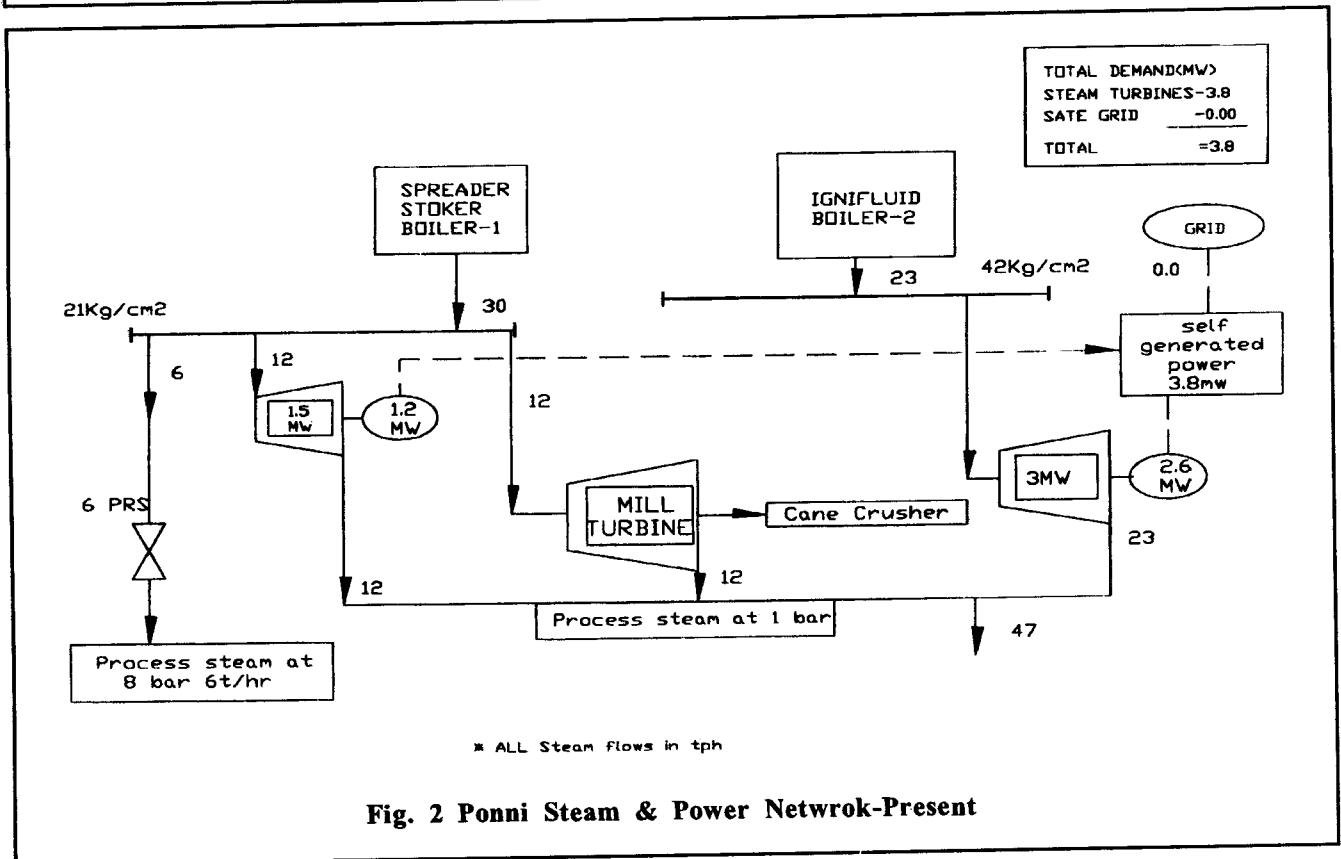 TOTAL DEMAND(MW)
STEAM TURBINES-3.8
SATE GRID -0.00
TOTAL =3.8
SPREADER
STOKER
BOILER-1
IGNIFLUID
BOILER-2
GRID
0.0
23
42Kg/cm2
30
21Kg/cm2
self
generated
power
3.8mw
6
12
12
1.5
MW
1.2
MW
3MW
2.6
MW
6 PRS
MILL
TURBINE
Cane Crusher
23
12
12
Process steam at 1 bar
47
Process steam at
8 bar 6t/hr
* ALL Steam flows in tph
Fig. 2 Ponni Steam & Power Netwrok-Present